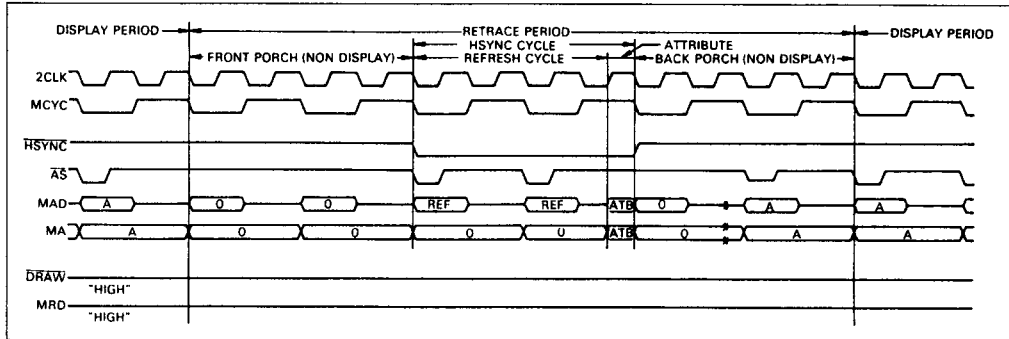 DISPLAY PERIOD RETRACE PERIOD DISPLAY PERIOD
HSYNC CYCLE ATTRIBUTE
FRONT PORCH (NON DISPLAY) REFRESH CYCLE BACK PORCH (NON DISPLAY)
2CLK
MCYC
HSYNC
AS
MAD A 0 0 REF REF ATB 0 A A
MA A 0 0 0 U ATB 0 A A
DRAW
"HIGH"
MRD
"HIGH"